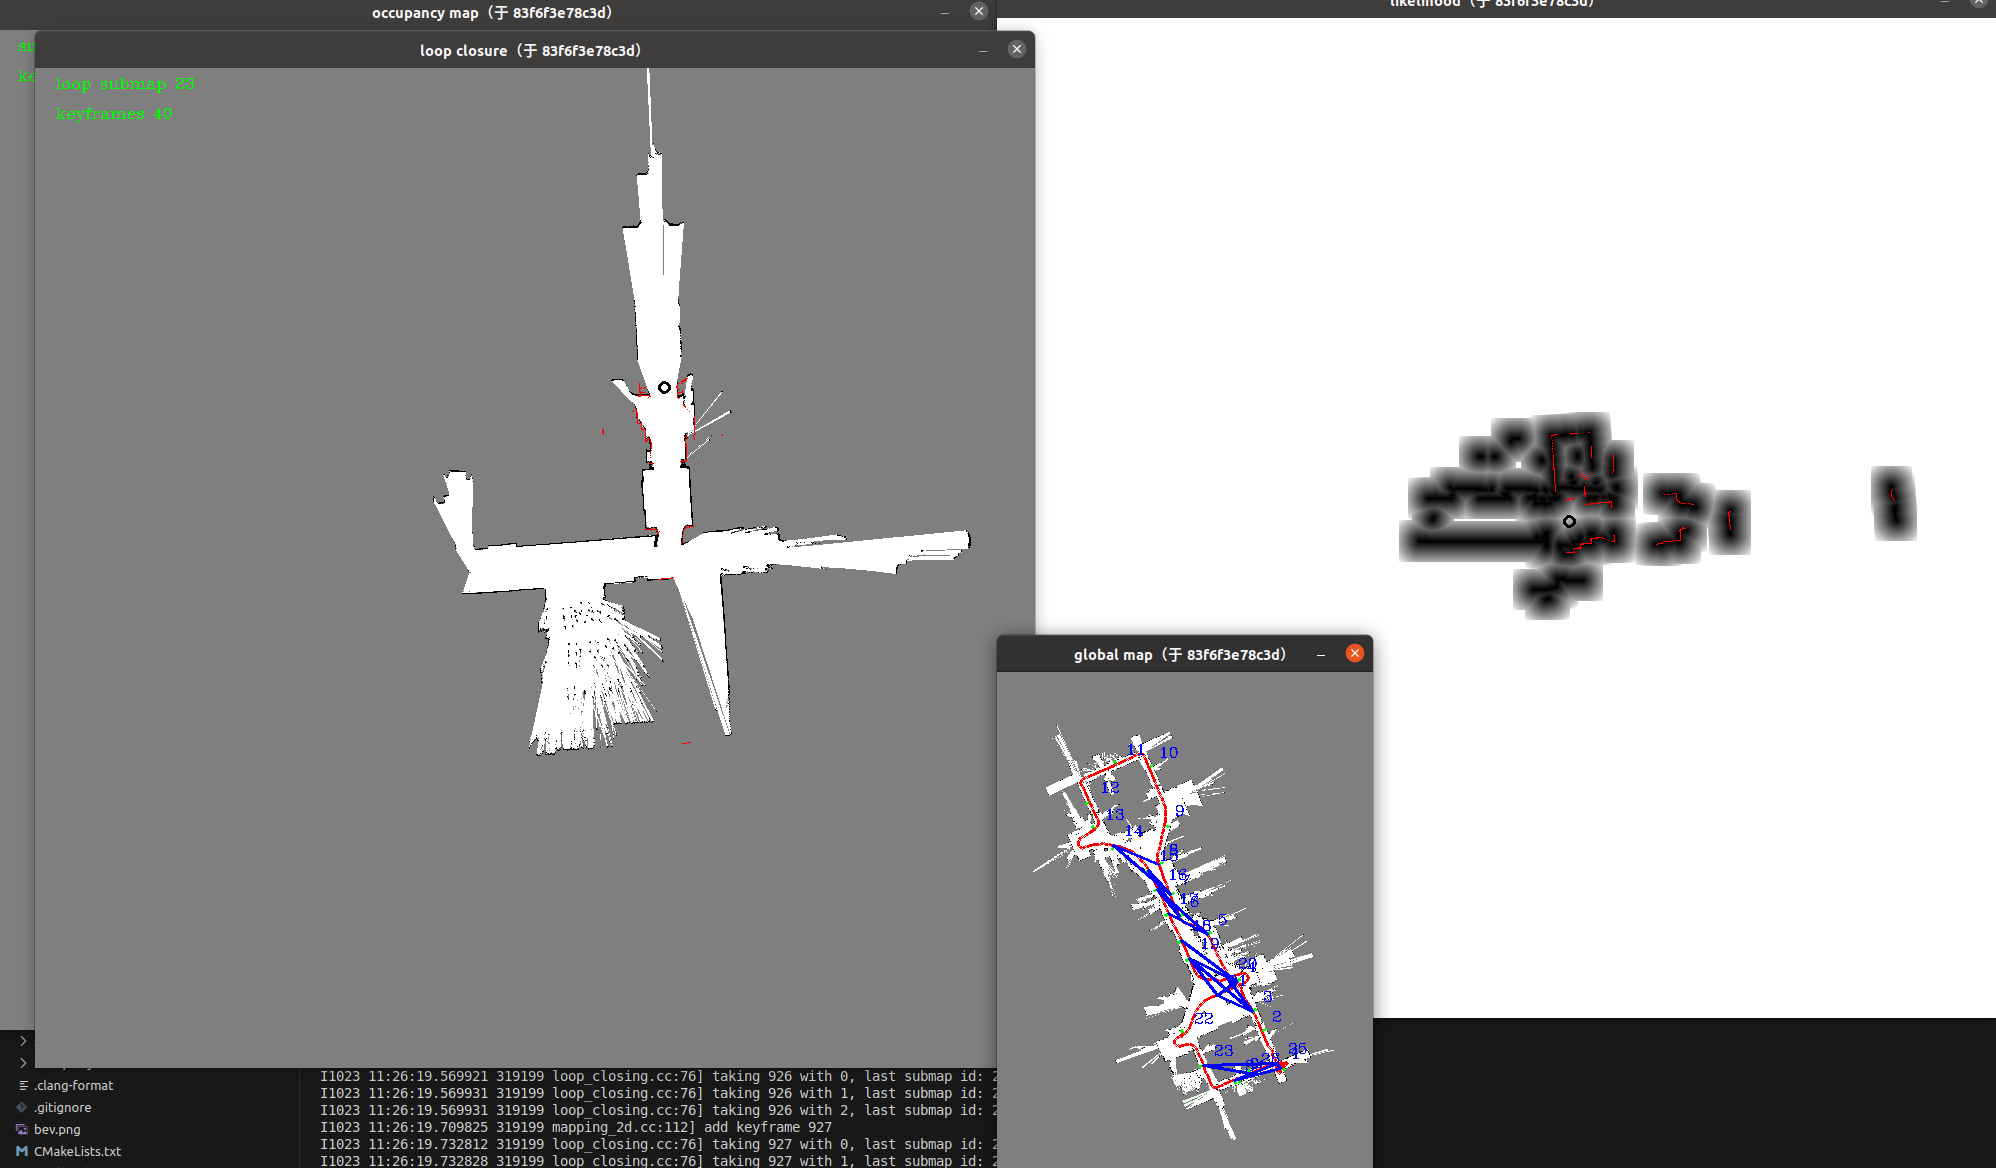 occupancy map（于 83f6f3e78c3d）
likelihood（于 83f6f3e78c3d）
loop closure（于 83f6f3e78c3d）
loop submap 23
keyframes 40
global map（于 83f6f3e78c3d）
11
10
12
9
13
14
15
16
5
18
19
3
2
22
23
25
.clang-format
.gitignore
bev.png
CMakeLists.txt
I1023 11:26:19.569921 319199 loop_closing.cc:76] taking 926 with 0, last submap id: 2
I1023 11:26:19.569931 319199 loop_closing.cc:76] taking 926 with 1, last submap id: 2
I1023 11:26:19.569931 319199 loop_closing.cc:76] taking 926 with 2, last submap id: 2
I1023 11:26:19.709825 319199 mapping_2d.cc:112] add keyframe 927
I1023 11:26:19.732812 319199 loop_closing.cc:76] taking 927 with 0, last submap id: 2
I1023 11:26:19.732828 319199 loop_closing.cc:76] taking 927 with 1, last submap id: 2